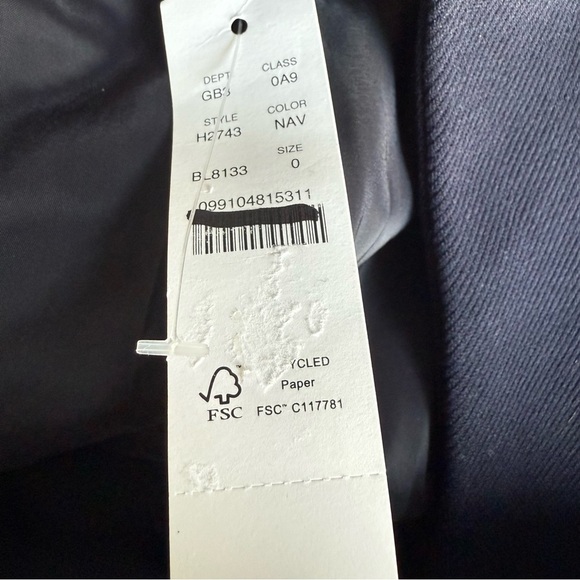 DEPT CLASS
GB3 0A9
STYLE COLOR
H2743 NAV
SIZE
BL8133 0
099104815311
YCLED
Paper
FSC
FSC™ C117781